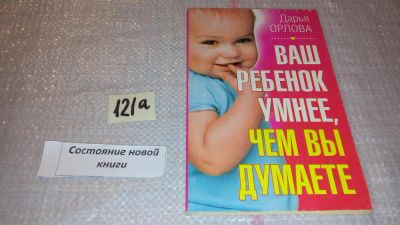 Дарья
ОРЛОВА
ВАШ
РЕБЕНОК
УМНЕЕ,
ЧЕМ ВЫ
ДУМАЕТЕ
121а
Состояние новой
книги